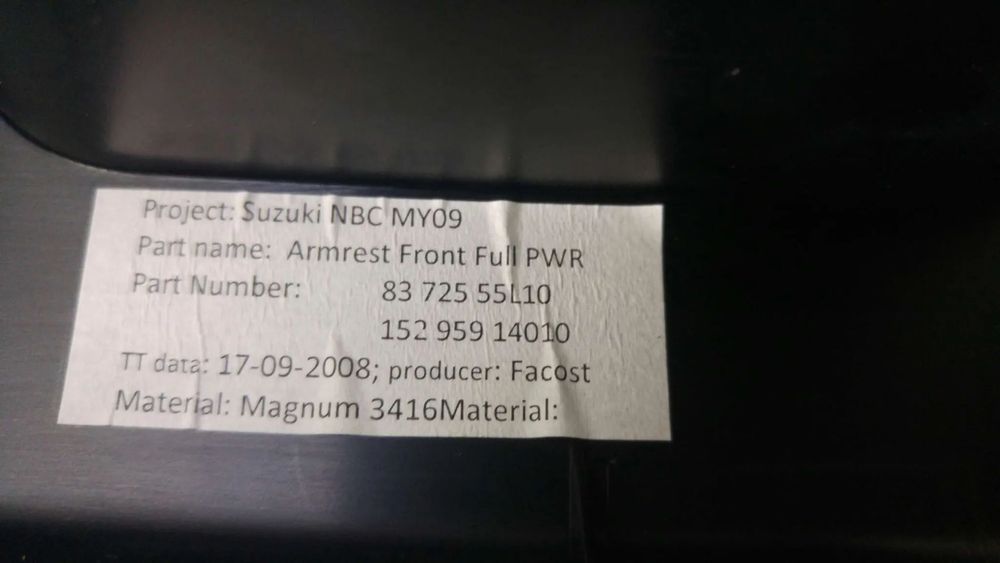 Project: Suzuki NBC MY09
Part name: Armrest Front Full PWR
Part Number: 83 725 55L10
152 959 14010
TT data: 17-09-2008; producer: Facost
Material: Magnum 3416Material: